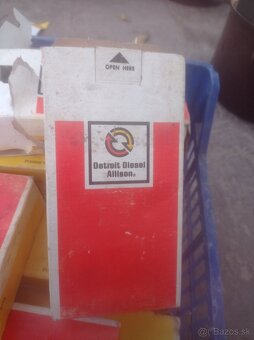 OPEN HERE
Detroit Diesel
Allison®
Bazos.sk